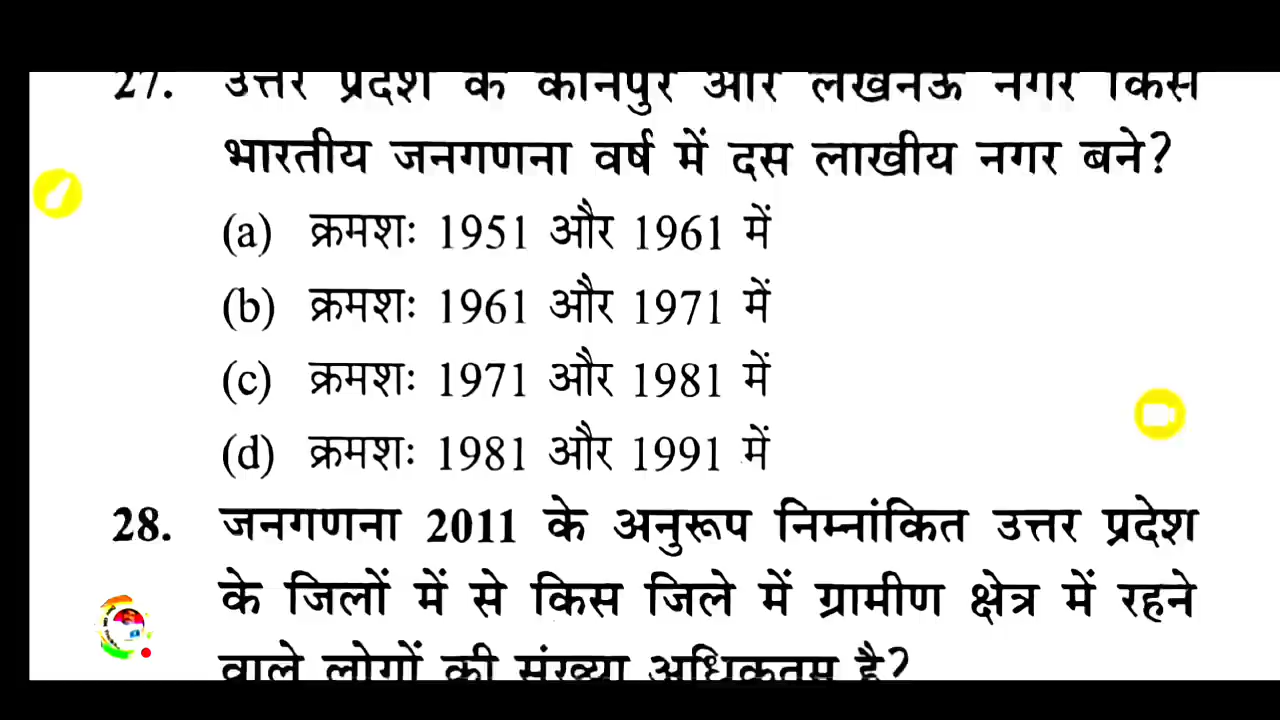 27. उत्तर प्रदेश के कानपुर और लखनऊ नगर किस
भारतीय जनगणना वर्ष में दस लाखीय नगर बने?
(a) क्रमशः 1951 और 1961 में
(b) क्रमशः 1961 और 1971 में
(c) क्रमशः 1971 और 1981 में
(d) क्रमशः 1981 और 1991 में
28. जनगणना 2011 के अनुरूप निम्नांकित उत्तर प्रदेश
के जिलों में से किस जिले में ग्रामीण क्षेत्र में रहने
वाले लोगों की संख्या अधिकतम है?